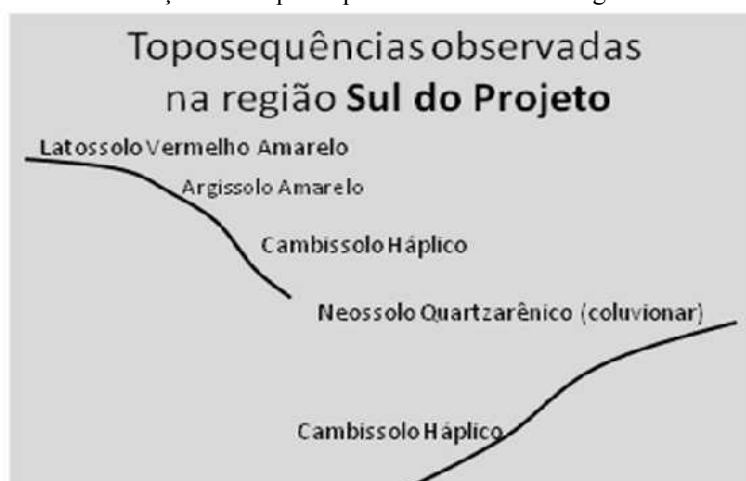 Toposequências observadas
na região Sul do Projeto
Latossolo Vermelho Amarelo
Argissolo Amarelo
Cambissolo Háplico
Neossolo Quartzarênico (coluvionar)
Cambissolo Háplico